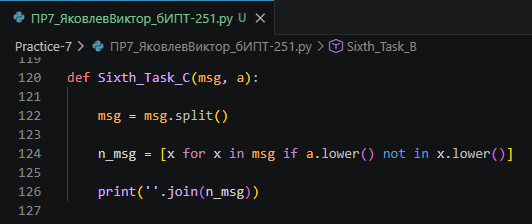 ПР7_ЯковлевВиктор_бИПТ-251.py U
Practice-7 > ПР7_ЯковлевВиктор_бИПТ-251.py > Sixth_Task_B
119
120 def Sixth_Task_C(msg, a):
121
122 msg = msg.split()
123
124 n_msg = [x for x in msg if a.lower() not in x.lower()]
125
126 print(''.join(n_msg))
127